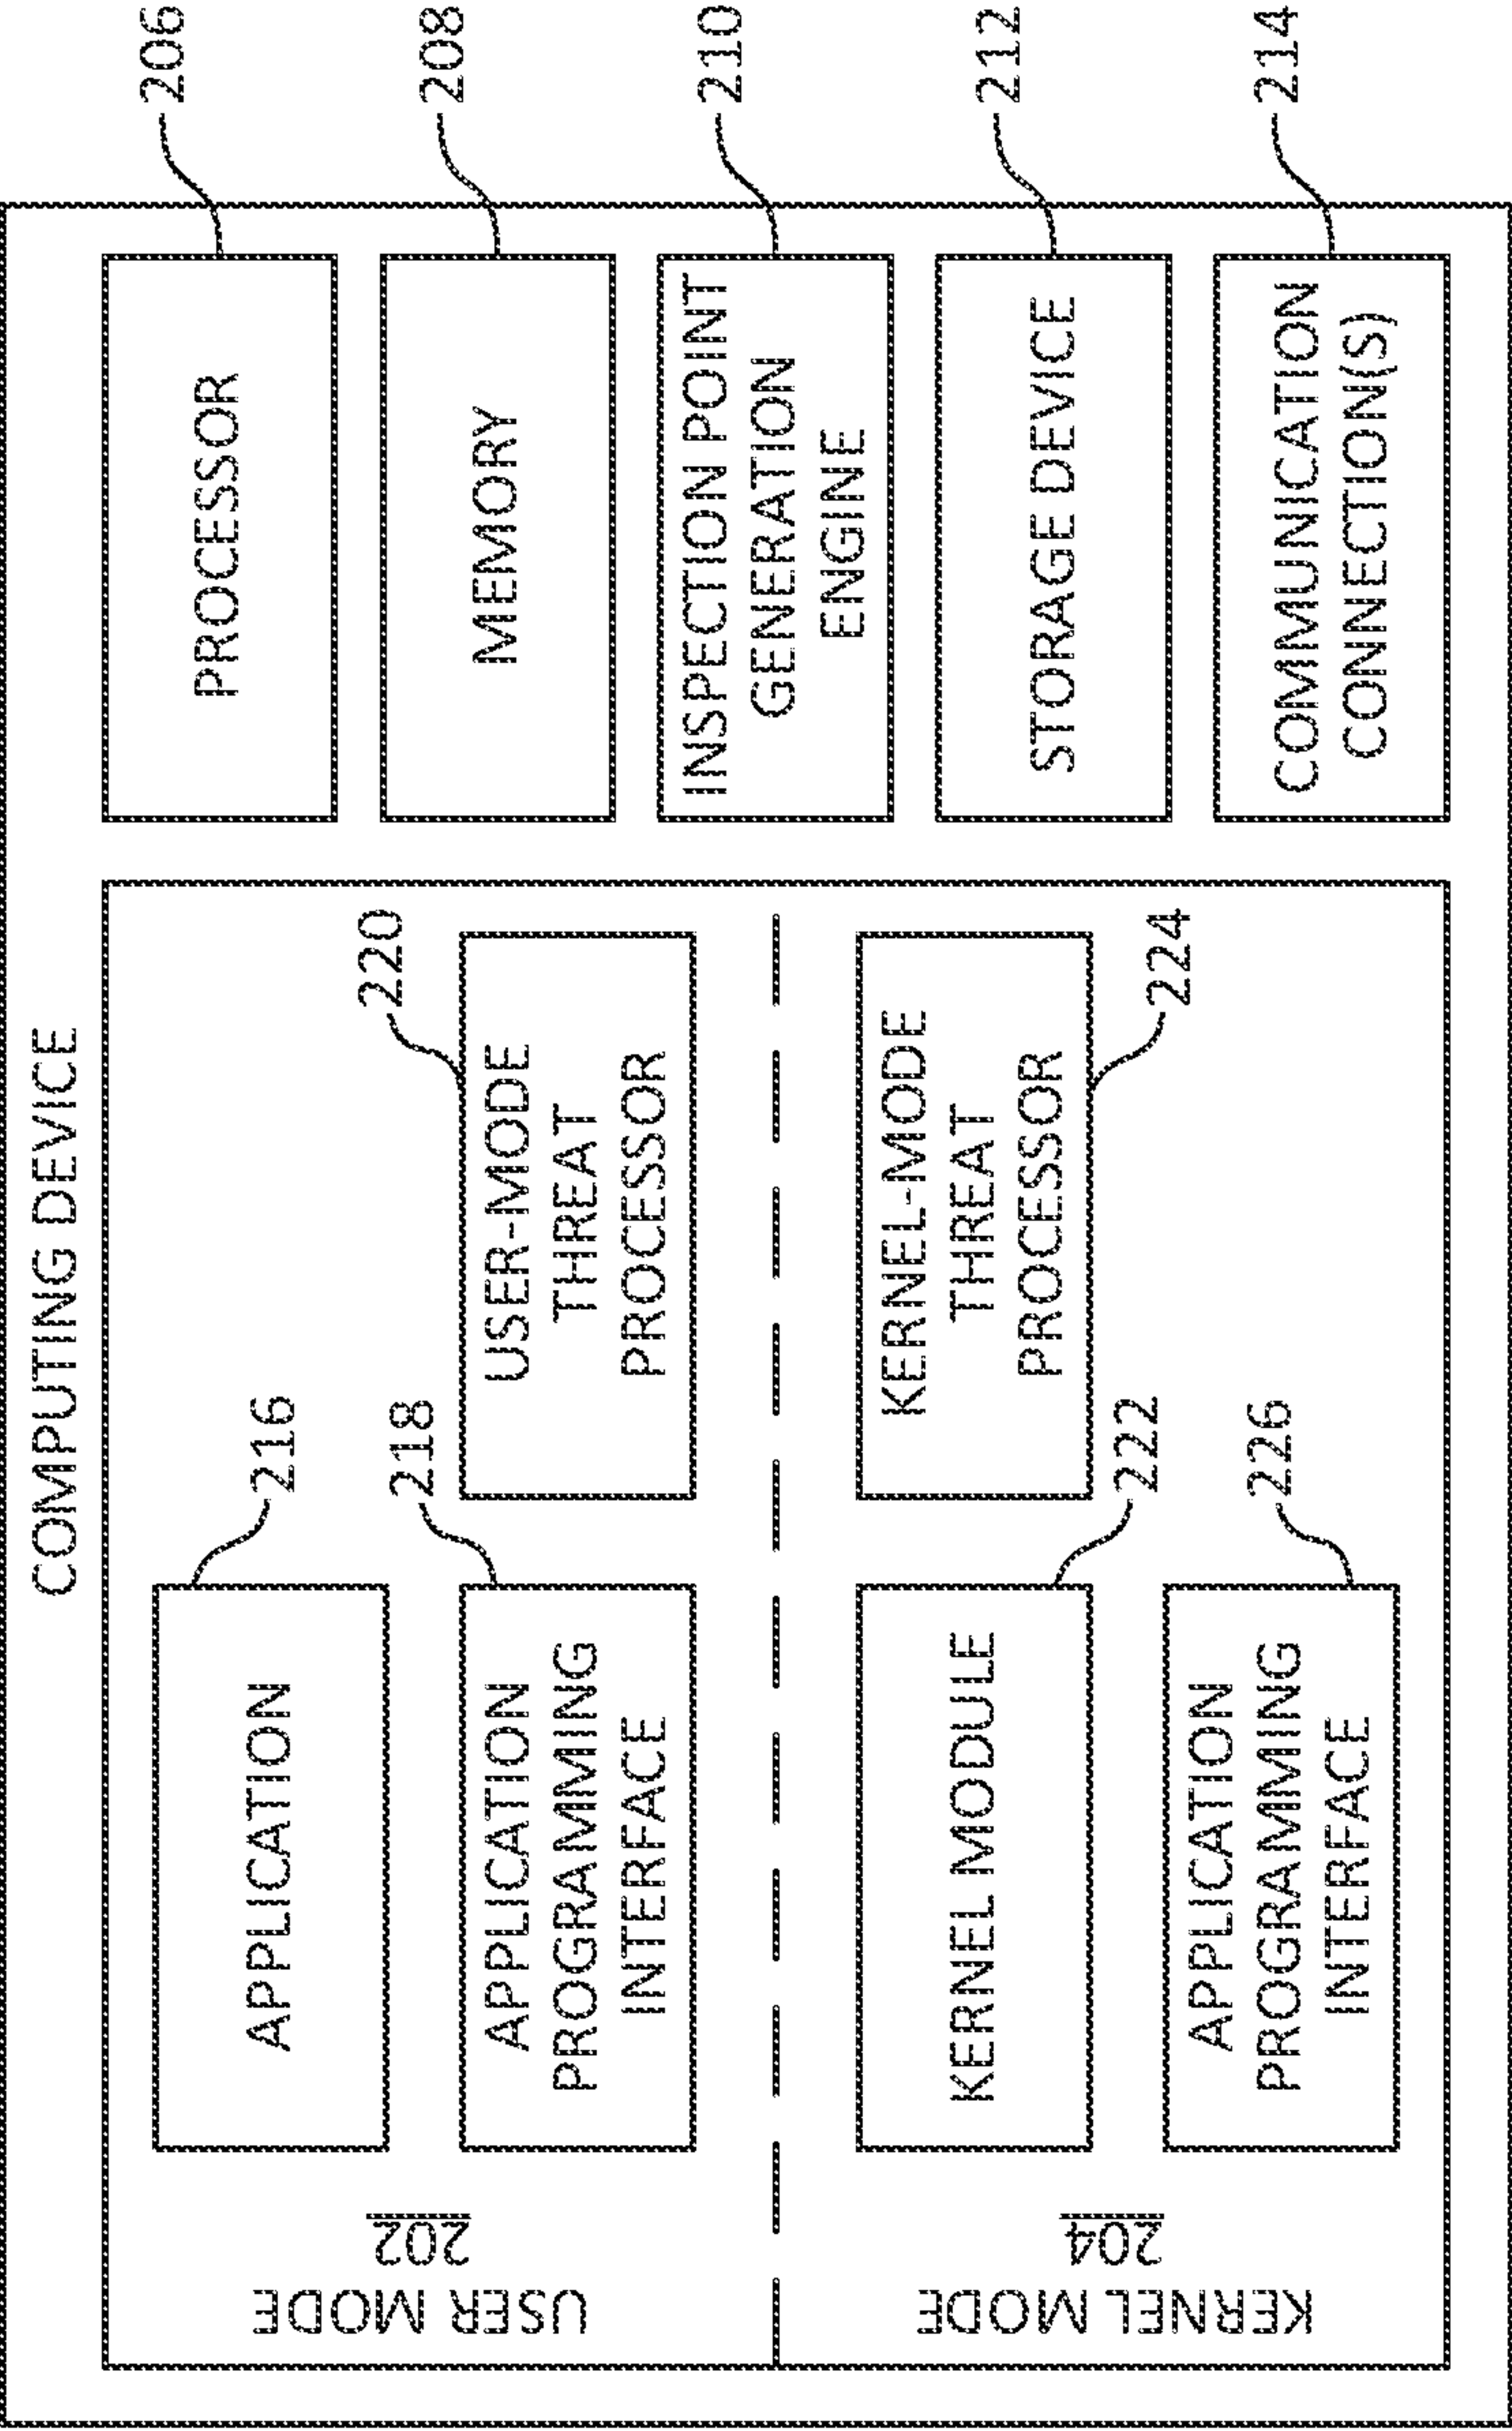 COMPUTING DEVICE
USER MODE
202
APPLICATION
216
APPLICATION
PROGRAMMING
INTERFACE
218
USER-MODE
THREAT
PROCESSOR
220
KERNEL MODE
204
KERNEL MODULE
222
KERNEL-MODE
THREAT
PROCESSOR
224
APPLICATION
PROGRAMMING
INTERFACE
226
PROCESSOR
206
MEMORY
208
INSPECTION POINT
GENERATION
ENGINE
210
STORAGE DEVICE
212
COMMUNICATION
CONNECTION(S)
214